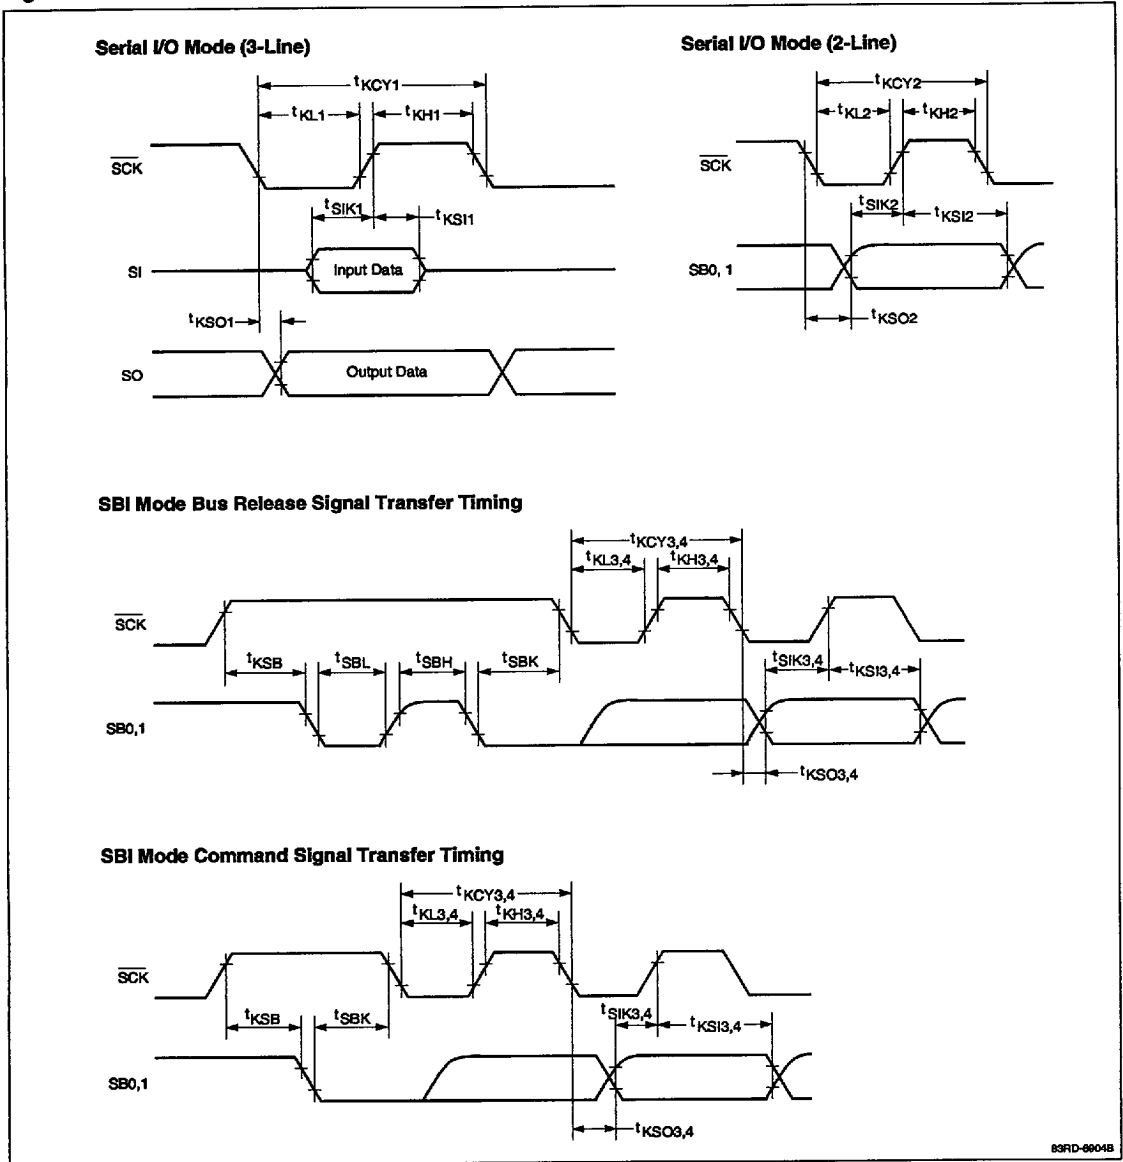 Serial I/O Mode (3-Line)
tKCY1
tKL1
tKH1
SCK
tSIK1
tKSI1
SI
Input Data
tKSO1
SO
Output Data
Serial I/O Mode (2-Line)
tKCY2
tKL2
tKH2
SCK
tSIK2
tKSI2
SB0, 1
tKSO2
SBI Mode Bus Release Signal Transfer Timing
tKCY3,4
tKL3,4
tKH3,4
SCK
tKSB
tSBL
tSBH
tSBK
tSIK3,4
tKSI3,4
SB0,1
tKSO3,4
SBI Mode Command Signal Transfer Timing
tKCY3,4
tKL3,4
tKH3,4
SCK
tKSB
tSBK
tSIK3,4
tKSI3,4
SB0,1
tKSO3,4
83RD-6904B